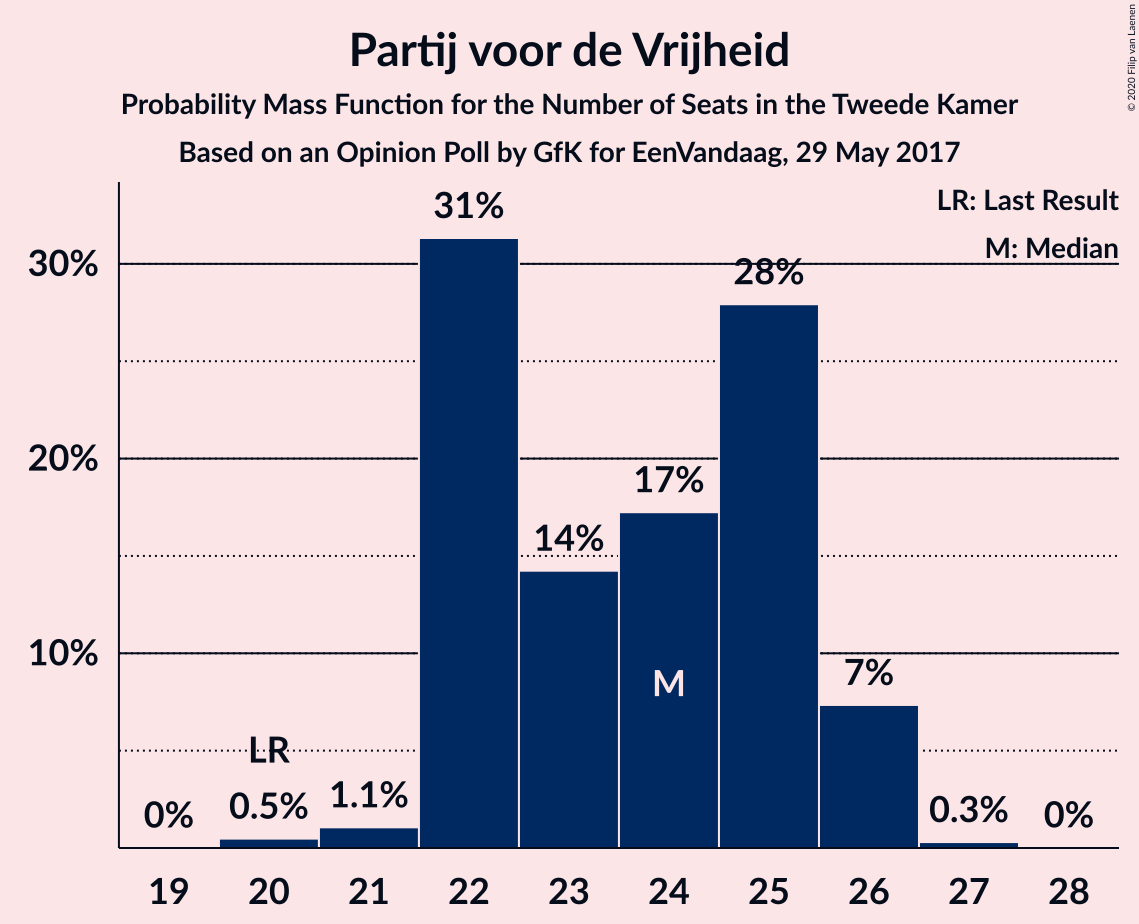 Partij voor de Vrijheid
Probability Mass Function for the Number of Seats in the Tweede Kamer
Based on an Opinion Poll by GfK for EenVandaag, 29 May 2017
© 2020 Filip van Laenen
LR: Last Result
M: Median
30%
20%
10%
0%
LR
0.5%
1.1%
31%
14%
17%
M
28%
7%
0.3%
0%
19 20 21 22 23 24 25 26 27 28